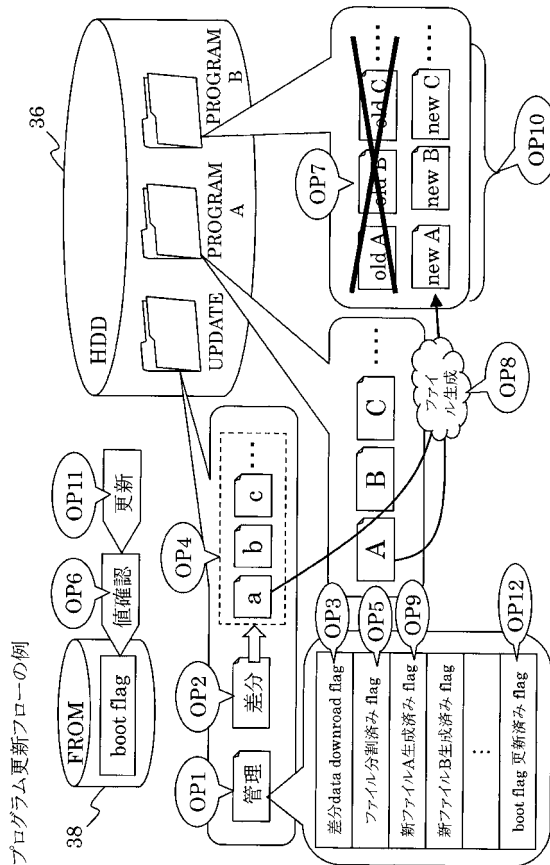 プログラム更新フローの例
36
HDD
UPDATE
PROGRAM
A
PROGRAM
B
38
FROM
boot flag
OP6
値確認
OP11
更新
OP1
管理
OP2
差分
OP4
a
b
c
....
A
B
C
.....
OP7
old A
old B
old C
.....
new A
new B
new C
.....
OP10
ファイ
ル生成
OP8
差分data downroad flag
OP3
ファイル分割済み flag
OP5
新ファイルA生成済み flag
OP9
新ファイルB生成済み flag
...
boot flag 更新済み flag
OP12